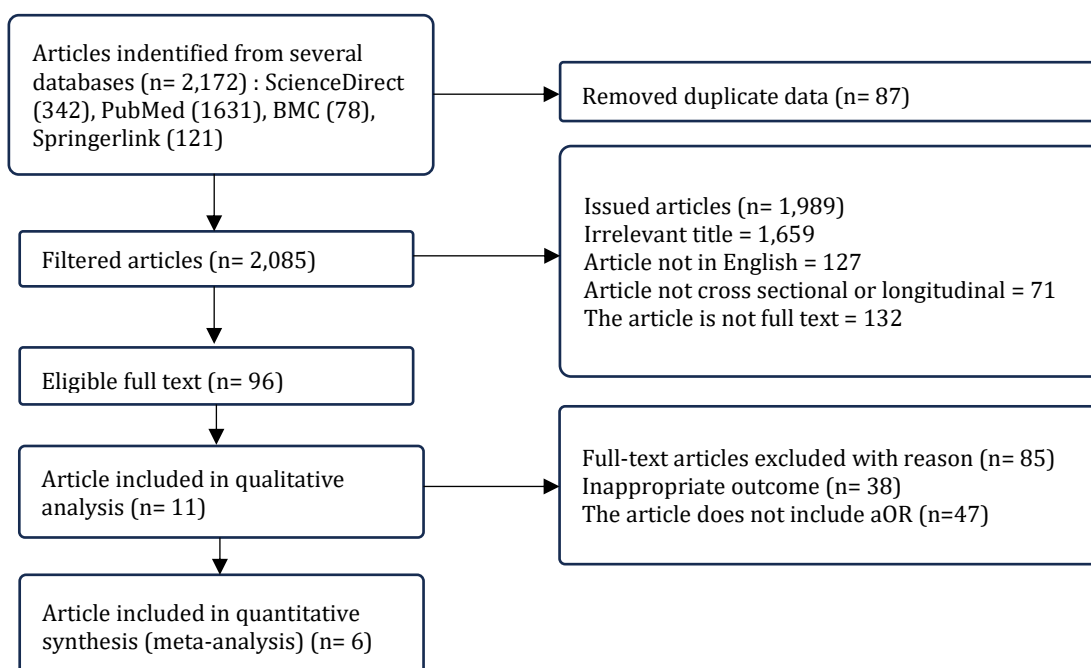 Articles indentified from several
databases (n= 2,172) : ScienceDirect
(342), PubMed (1631), BMC (78),
Springerlink (121)
Removed duplicate data (n= 87)
Filtered articles (n= 2,085)
Issued articles (n= 1,989)
Irrelevant title = 1,659
Article not in English = 127
Article not cross sectional or longitudinal = 71
The article is not full text = 132
Eligible full text (n= 96)
Article included in qualitative
analysis (n= 11)
Full-text articles excluded with reason (n= 85)
Inappropriate outcome (n= 38)
The article does not include aOR (n=47)
Article included in quantitative
synthesis (meta-analysis) (n= 6)